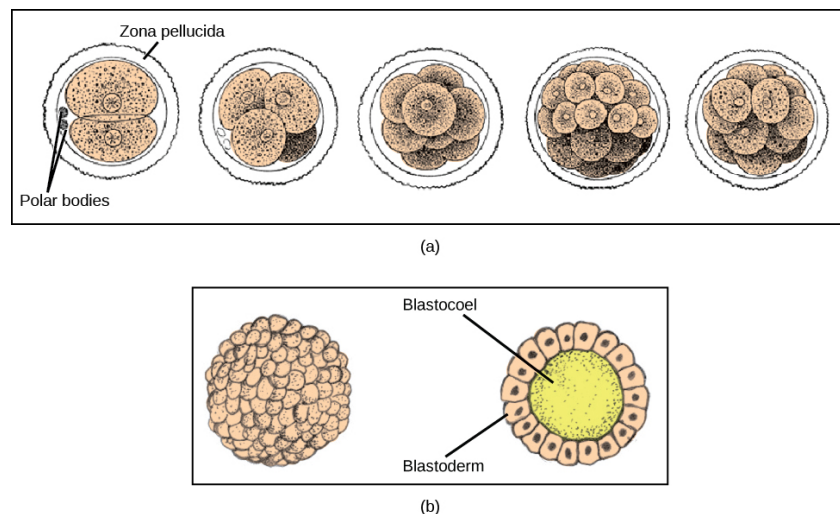 Zona pellucida
Polar bodies
(a)
Blastocoel
Blastoderm
(b)